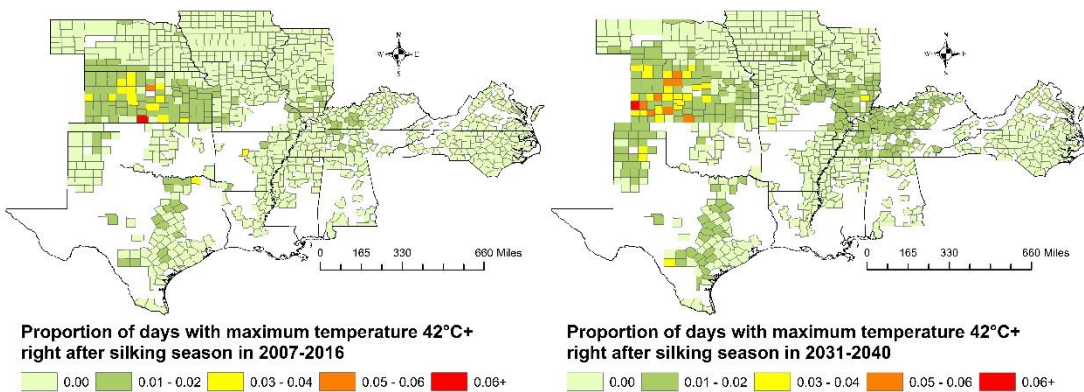 N
W E
S
0 165 330 660 Miles
Proportion of days with maximum temperature 42°C+
right after silking season in 2007-2016
0.00 0.01 - 0.02 0.03 - 0.04 0.05 - 0.06 0.06+
N
W E
S
0 165 330 660 Miles
Proportion of days with maximum temperature 42°C+
right after silking season in 2031-2040
0.00 0.01 - 0.02 0.03 - 0.04 0.05 - 0.06 0.06+